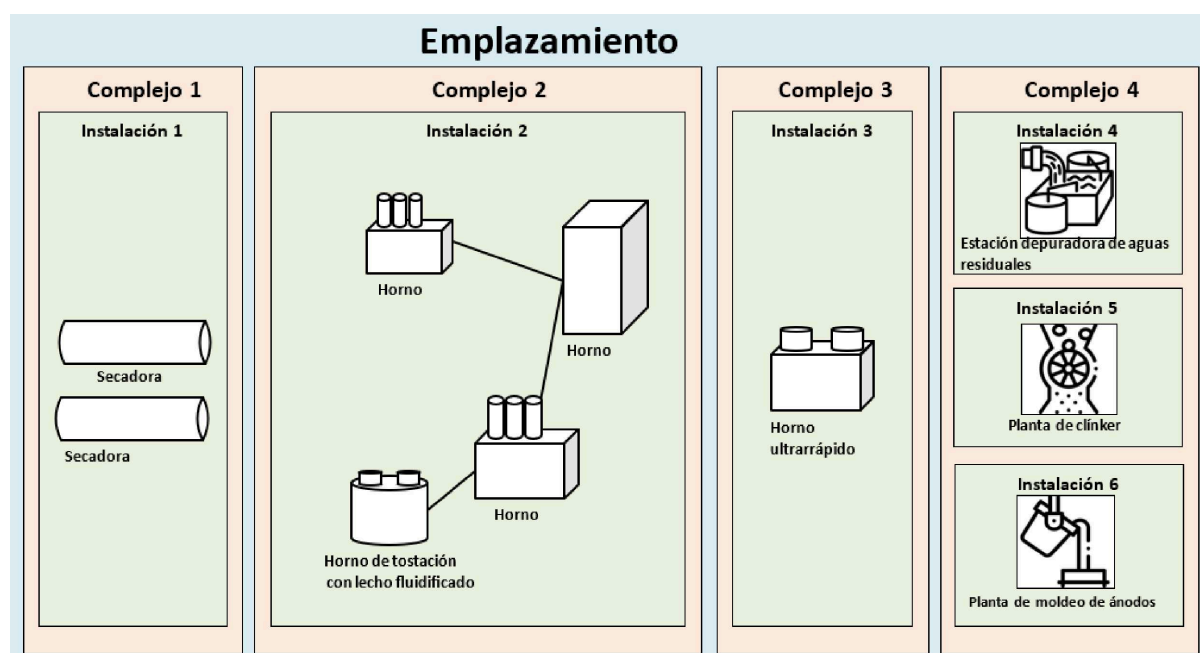 Emplazamiento
Complejo 1
Instalación 1
Secadora
Secadora
Complejo 2
Instalación 2
Horno
Horno
Horno
Horno de tostación
con lecho fluidificado
Complejo 3
Instalación 3
Horno
ultrarrápido
Complejo 4
Instalación 4
Estación depuradora de aguas
residuales
Instalación 5
Planta de clínker
Instalación 6
Planta de moldeo de ánodos